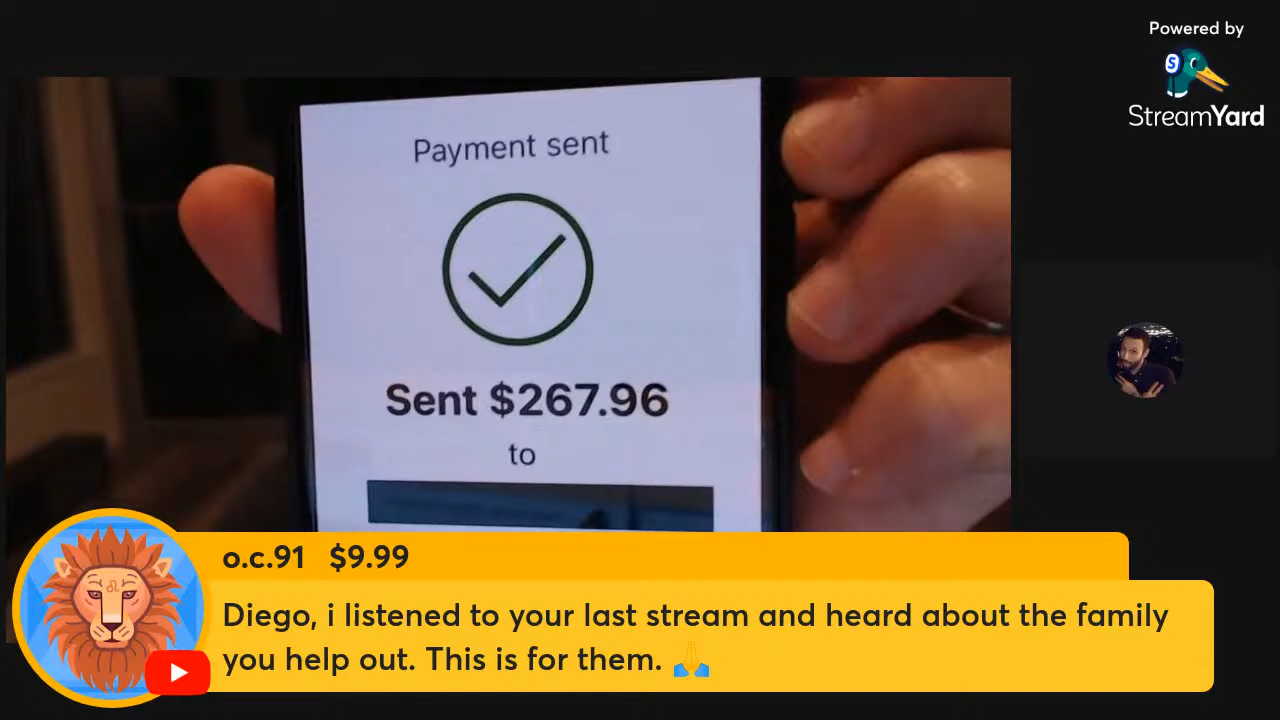 Powered by
StreamYard
Payment sent
Sent $267.96
to
o.c.91 $9.99
Diego, i listened to your last stream and heard about the family
you help out. This is for them. 🙏